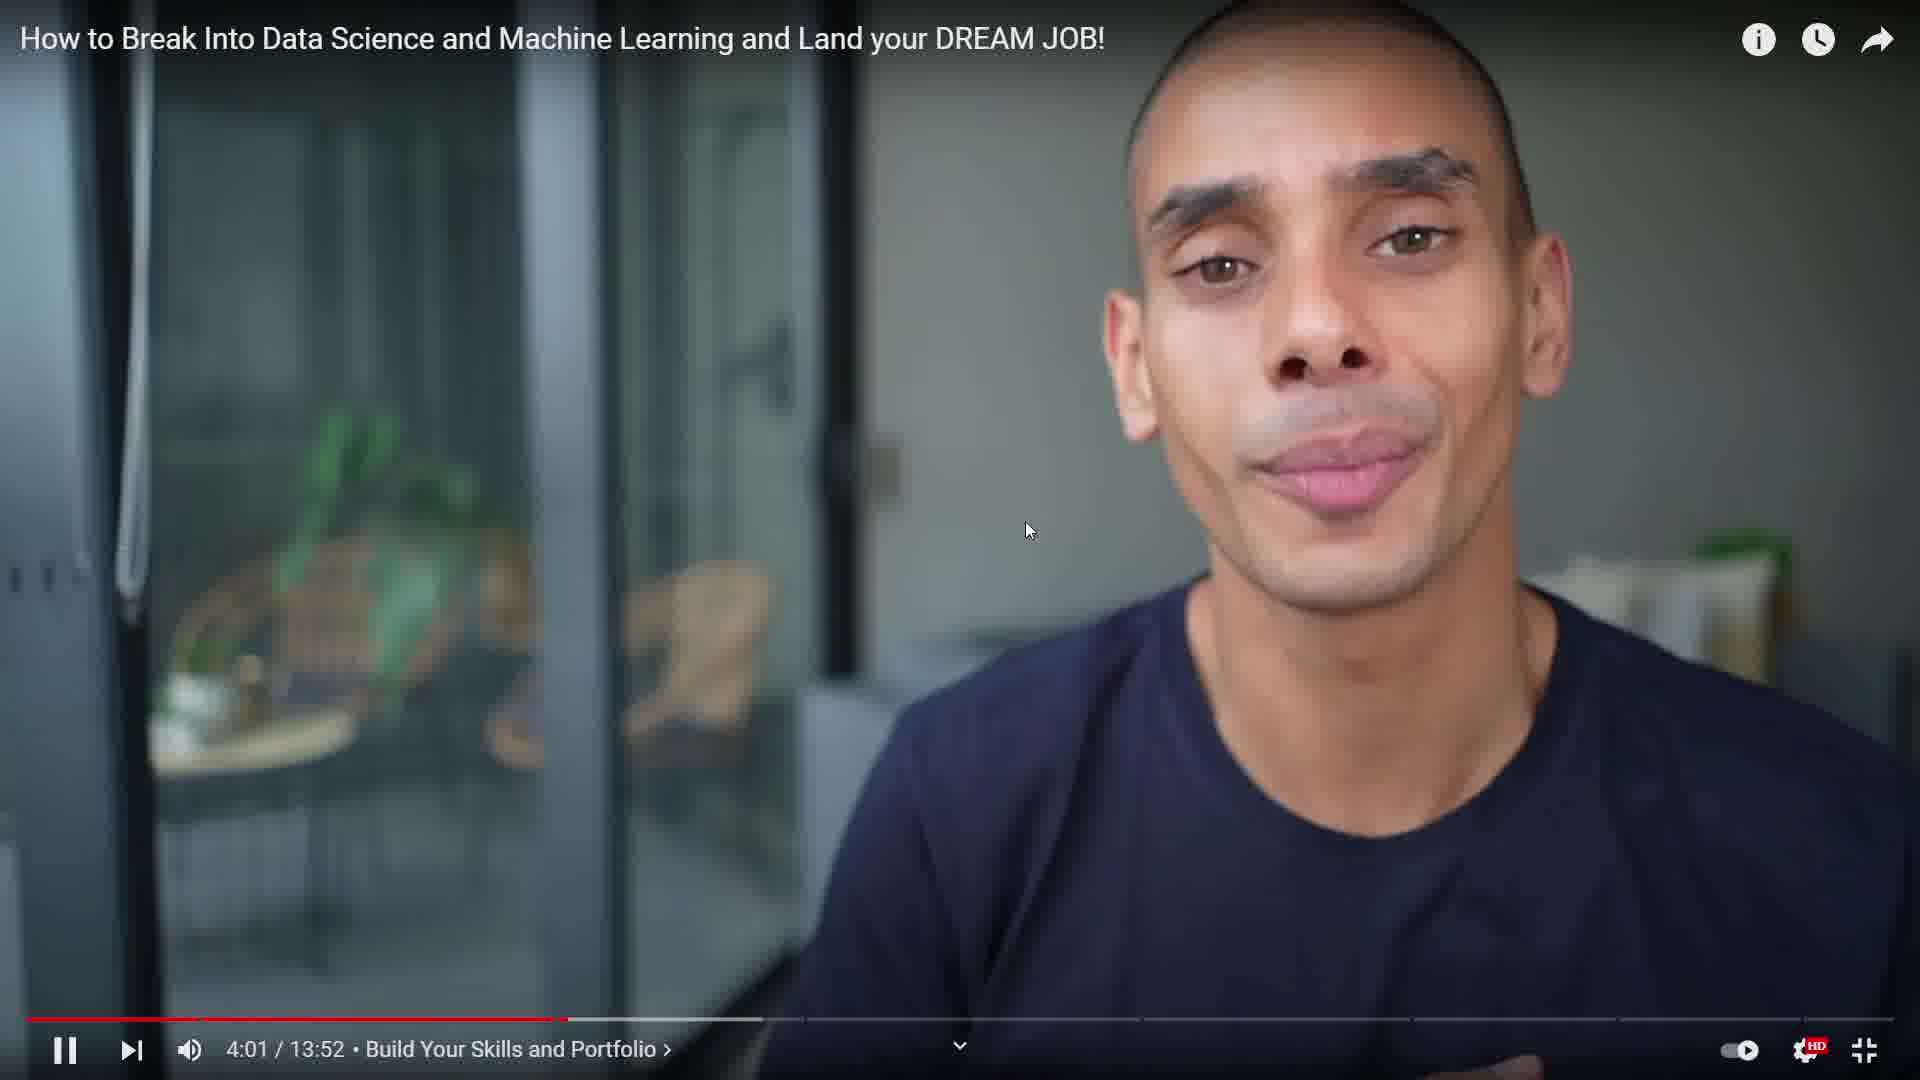 How to Break Into Data Science and Machine Learning and Land your DREAM JOB!
4:01 / 13:52 • Build Your Skills and Portfolio
HD